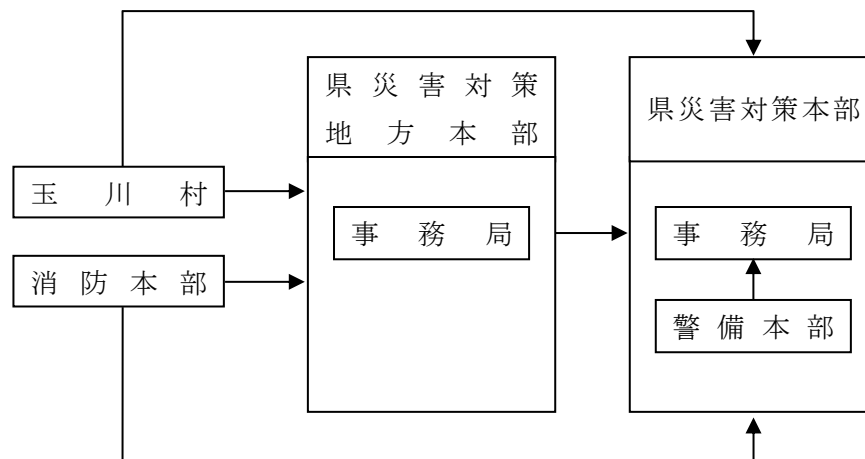 県災害対策
地方本部
県災害対策本部
玉川村
事務局
事務局
消防本部
警備本部